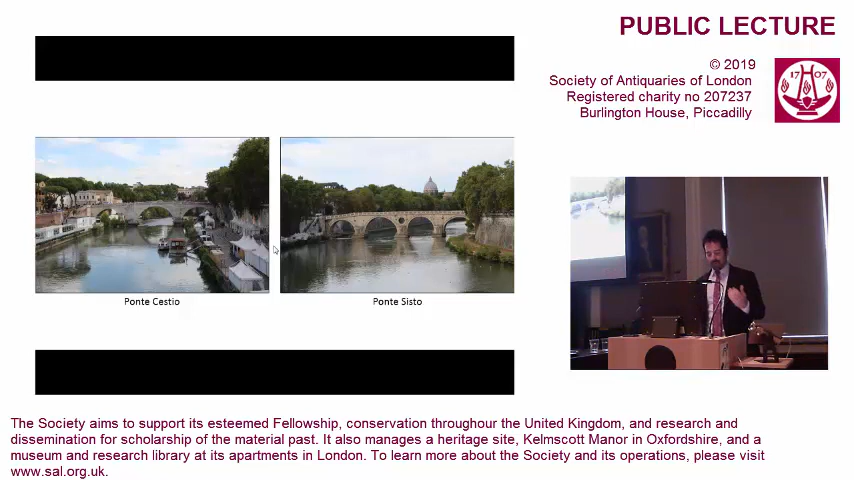 PUBLIC LECTURE
© 2019
Society of Antiquaries of London
Registered charity no 207237
Burlington House, Piccadilly
1707
Ponte Cestio
Ponte Sisto
The Society aims to support its esteemed Fellowship, conservation throughour the United Kingdom, and research and
dissemination for scholarship of the material past. It also manages a heritage site, Kelmscott Manor in Oxfordshire, and a
museum and research library at its apartments in London. To learn more about the Society and its operations, please visit
www.sal.org.uk.